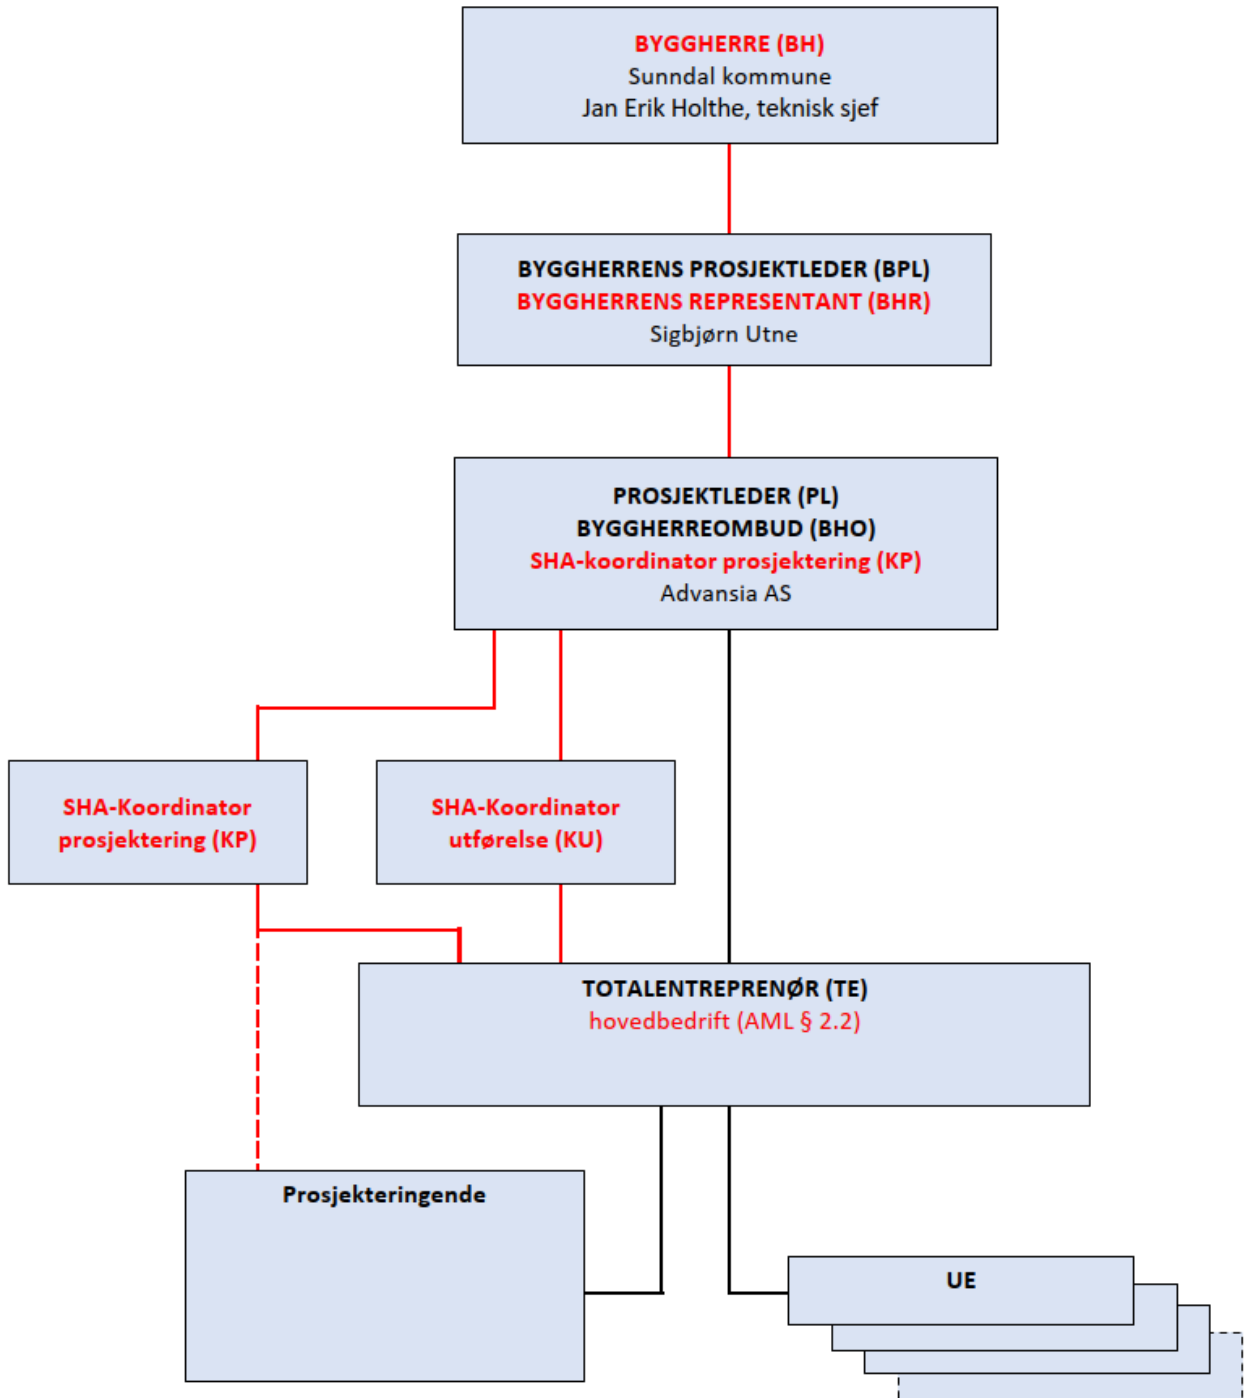 BYGGHERRE (BH)
Sunndal kommune
Jan Erik Holthe, teknisk sjef
BYGGHERRENS PROSJEKTLEDER (BPL)
BYGGHERRENS REPRESENTANT (BHR)
Sigbjørn Utne
PROSJEKTLEDER (PL)
BYGGHERREOMBUD (BHO)
SHA-koordinator prosjektering (KP)
Advansia AS
SHA-Koordinator
prosjektering (KP)
SHA-Koordinator
utførelse (KU)
TOTALENTREPRENØR (TE)
hovedbedrift (AML § 2.2)
Prosjekteringende
UE